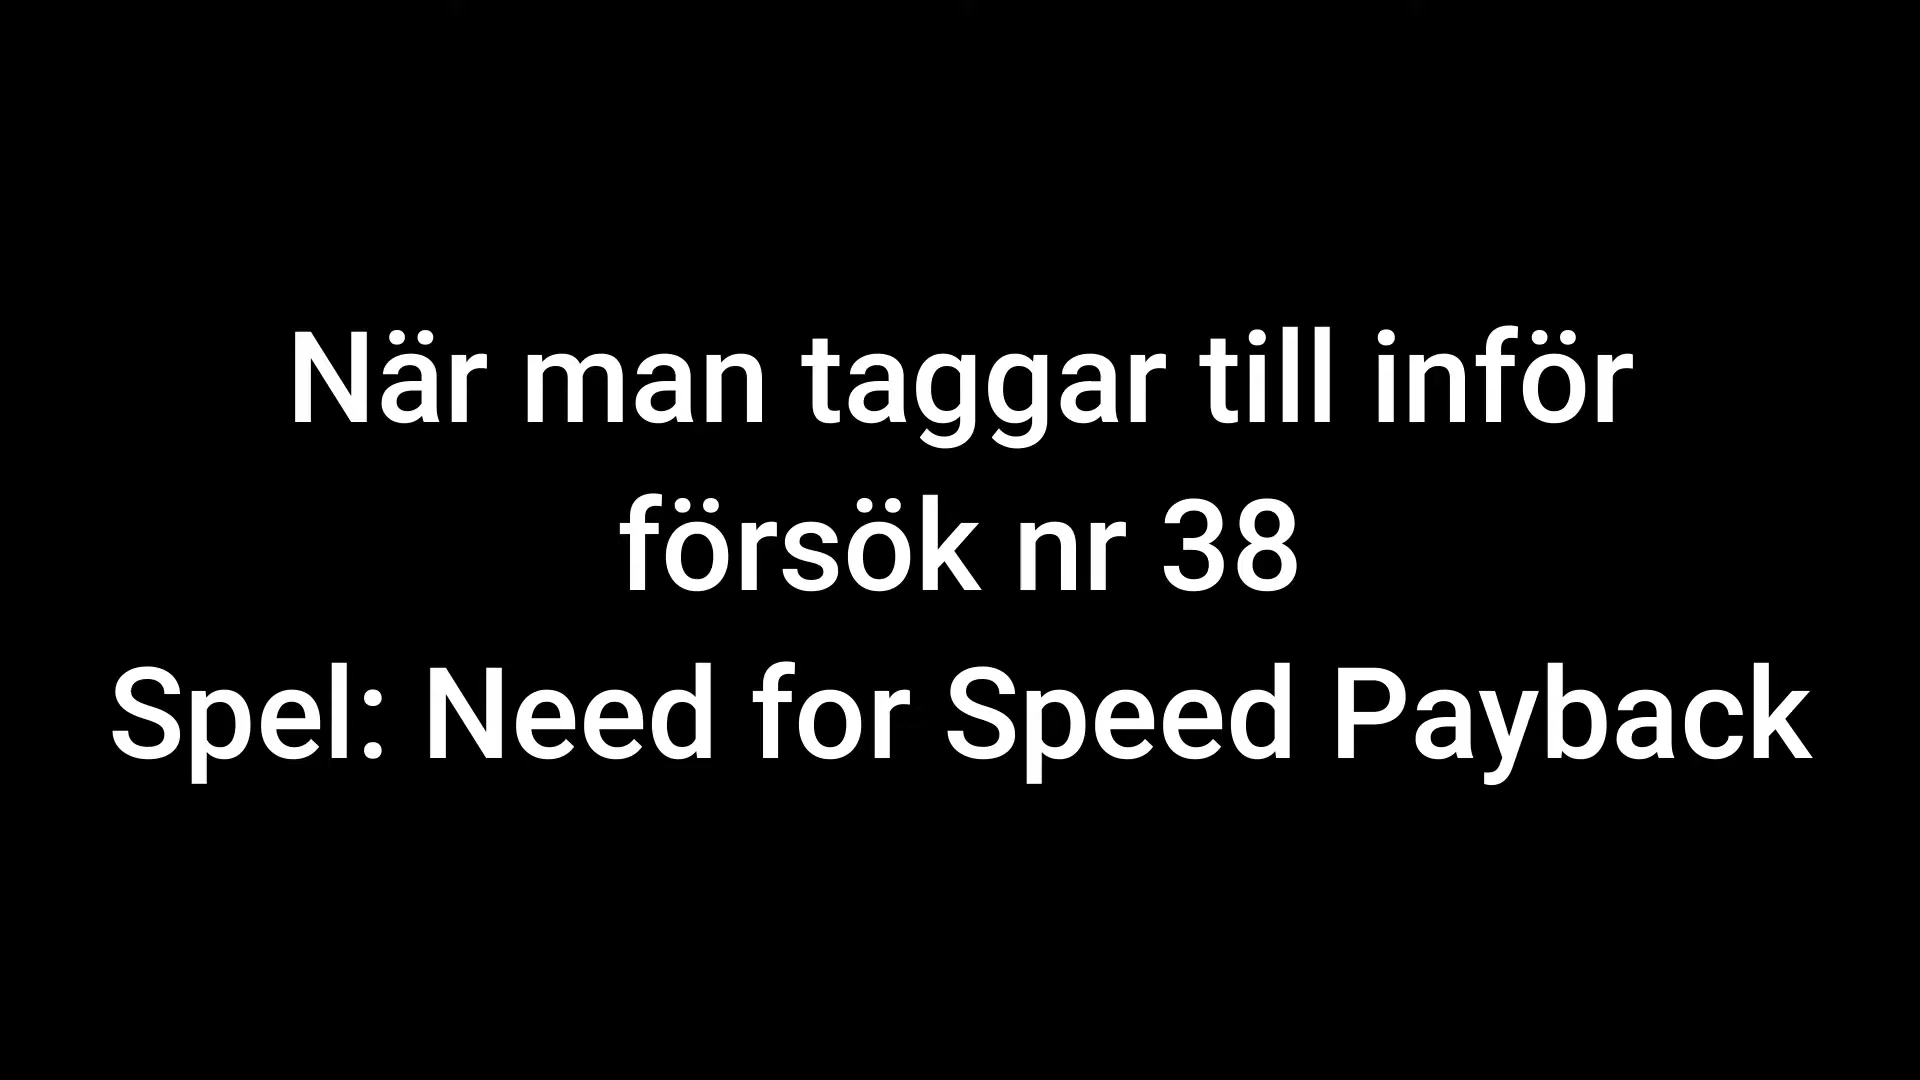 När man taggar till inför
försök nr 38
Spel: Need for Speed Payback